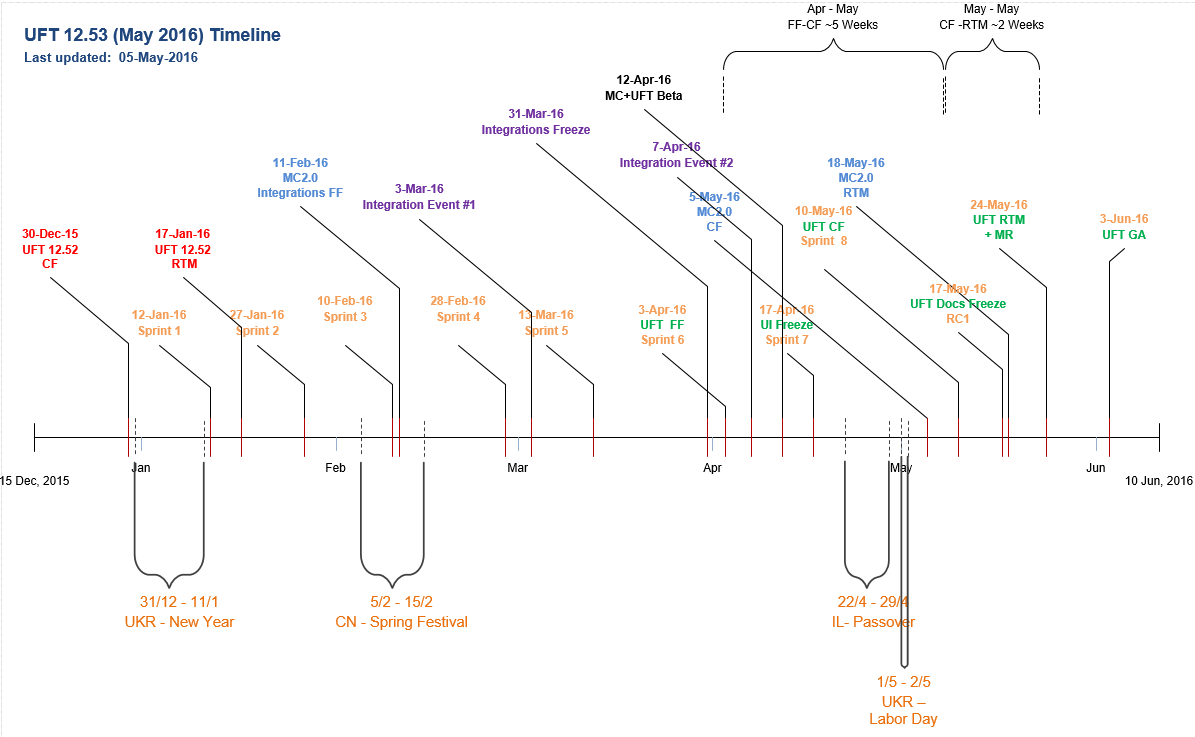 UFT 12.53 (May 2016) Timeline
Last updated:  05-May-2016
Apr - May
FF-CF ~5 Weeks
May - May
CF -RTM ~2 Weeks
12-Apr-16
MC+UFT Beta
31-Mar-16
Integrations Freeze
7-Apr-16
Integration Event #2
11-Feb-16
MC2.0
Integrations FF
3-Mar-16
Integration Event #1
5-May-16
MC2.0
CF
18-May-16
MC2.0
RTM
10-May-16
UFT CF
Sprint  8
24-May-16
UFT RTM
+ MR
3-Jun-16
UFT GA
30-Dec-15
UFT 12.52
CF
17-Jan-16
UFT 12.52
RTM
12-Jan-16
Sprint 1
27-Jan-16
Sprint 2
10-Feb-16
Sprint 3
28-Feb-16
Sprint 4
13-Mar-16
Sprint 5
3-Apr-16
UFT  FF
Sprint 6
17-Apr-16
UI Freeze
Sprint 7
17-May-16
UFT Docs Freeze
RC1
Jan
Feb
Mar
Apr
May
Jun
15 Dec, 2015
10 Jun, 2016
31/12 - 11/1
UKR - New Year
5/2 - 15/2
CN - Spring Festival
22/4 - 29/4
IL- Passover
1/5 - 2/5
UKR –
Labor Day